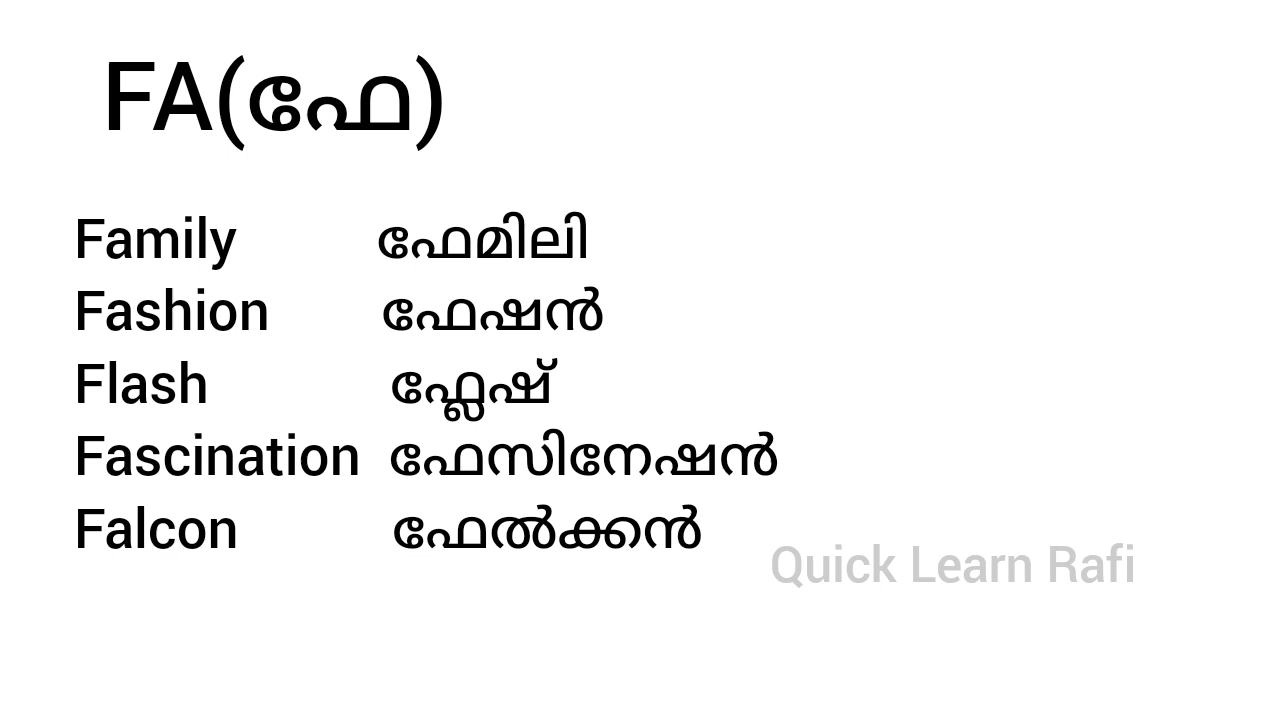 FA(ഫേ)
Family ഫേമിലി
Fashion ഫേഷൻ
Flash ഫ്ലേഷ്
Fascination ഫേസിനേഷൻ
Falcon ഫേൽക്കൻ
Quick Learn Rafi